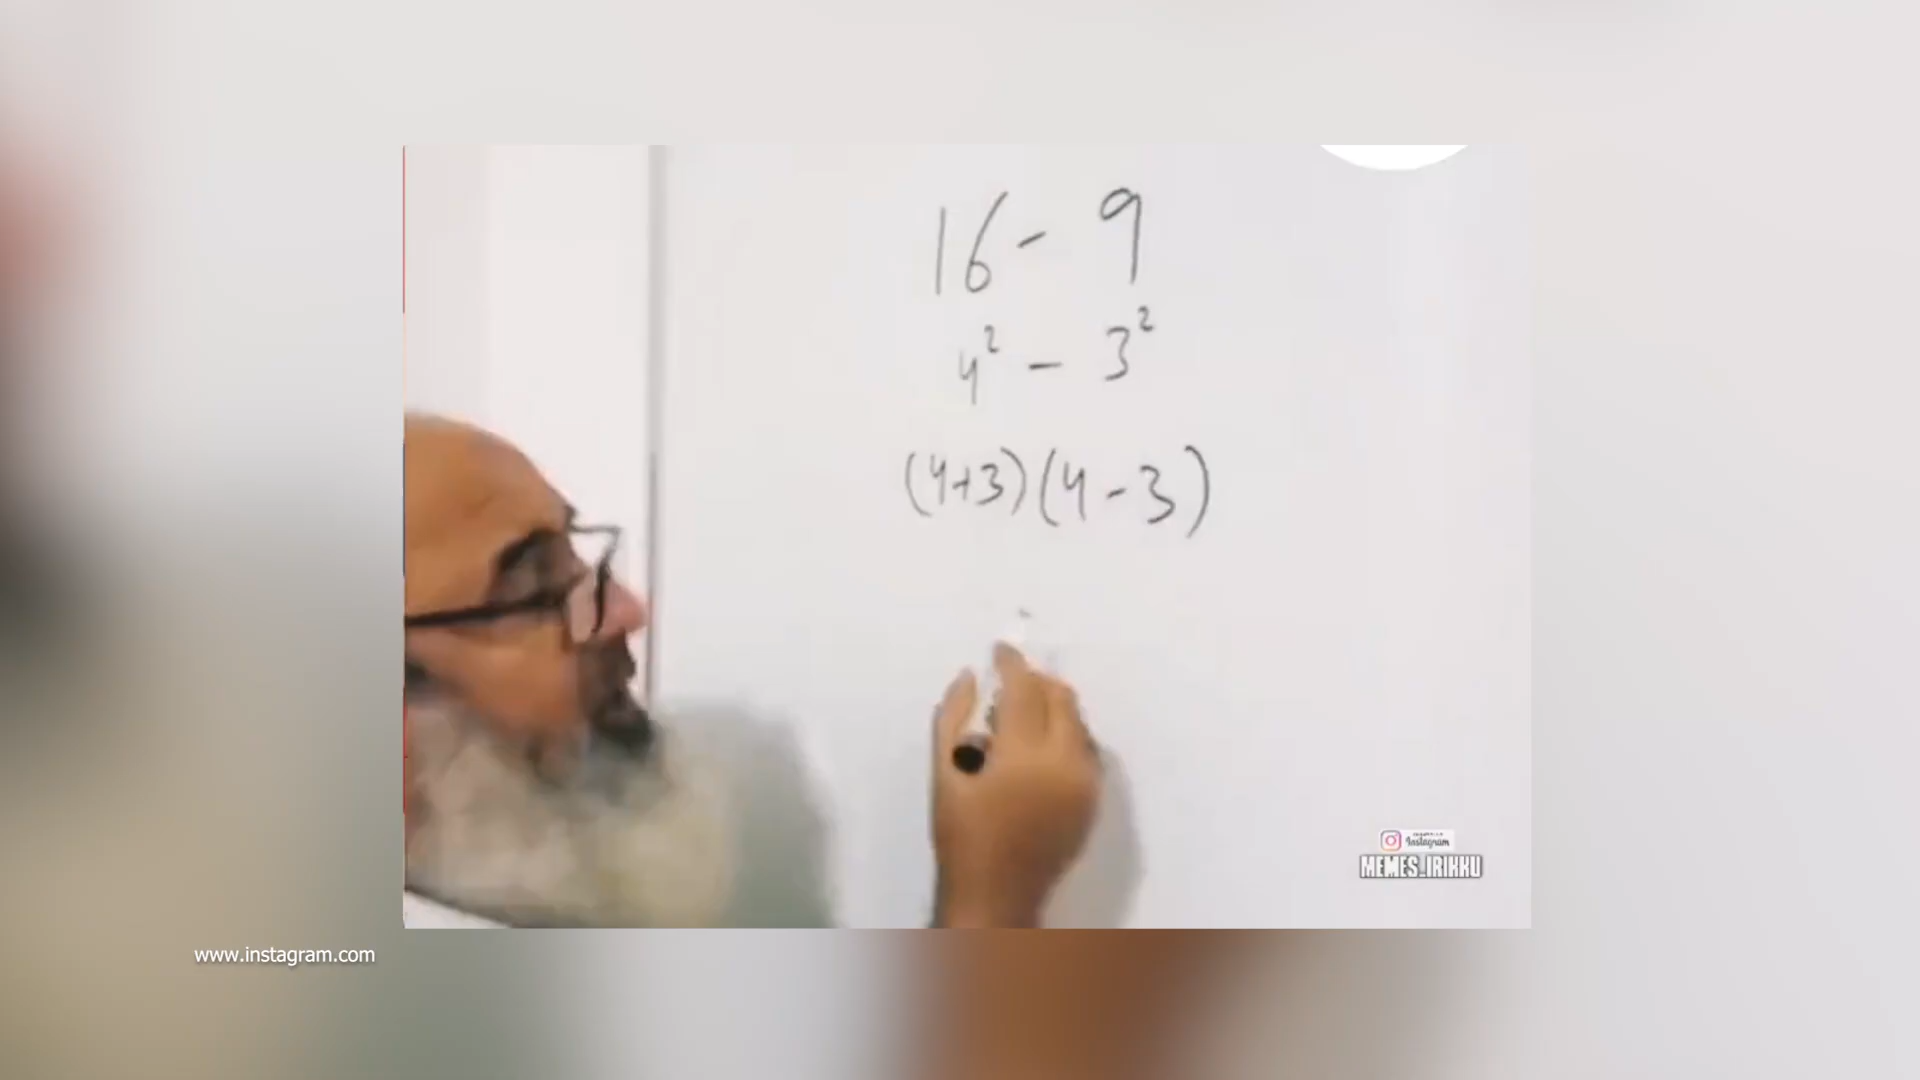 16 - 9
4² - 3²
(4+3)(4-3)
Instagram
MEMES_IRIKKU
www.instagram.com